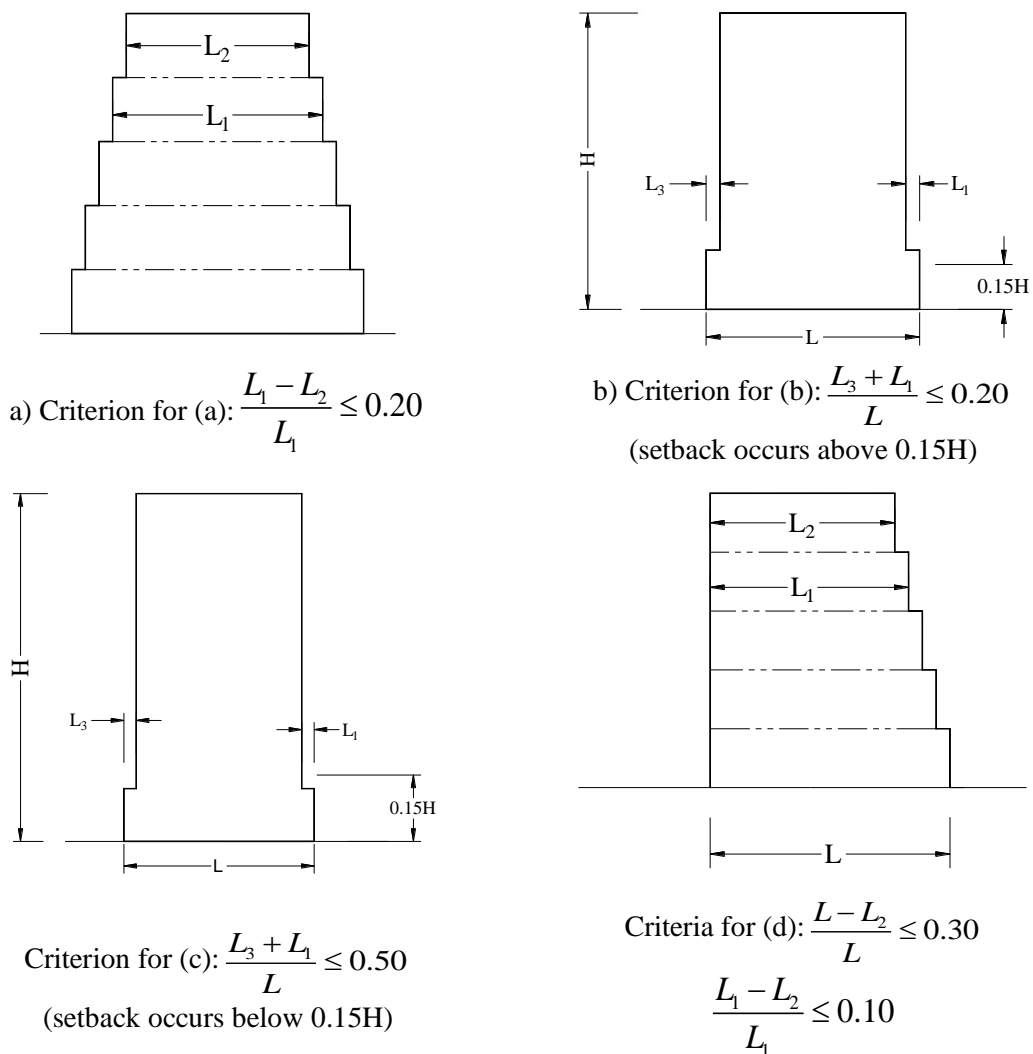 L₂
L₁
a) Criterion for (a): (L₁ − L₂)/L₁ ≤ 0.20
H
L₃
L₁
0.15H
L
b) Criterion for (b): (L₃ + L₁)/L ≤ 0.20
(setback occurs above 0.15H)
H
L₃
L₁
0.15H
L
Criterion for (c): (L₃ + L₁)/L ≤ 0.50
(setback occurs below 0.15H)
L₂
L₁
L
Criteria for (d): (L − L₂)/L ≤ 0.30
(L₁ − L₂)/L₁ ≤ 0.10